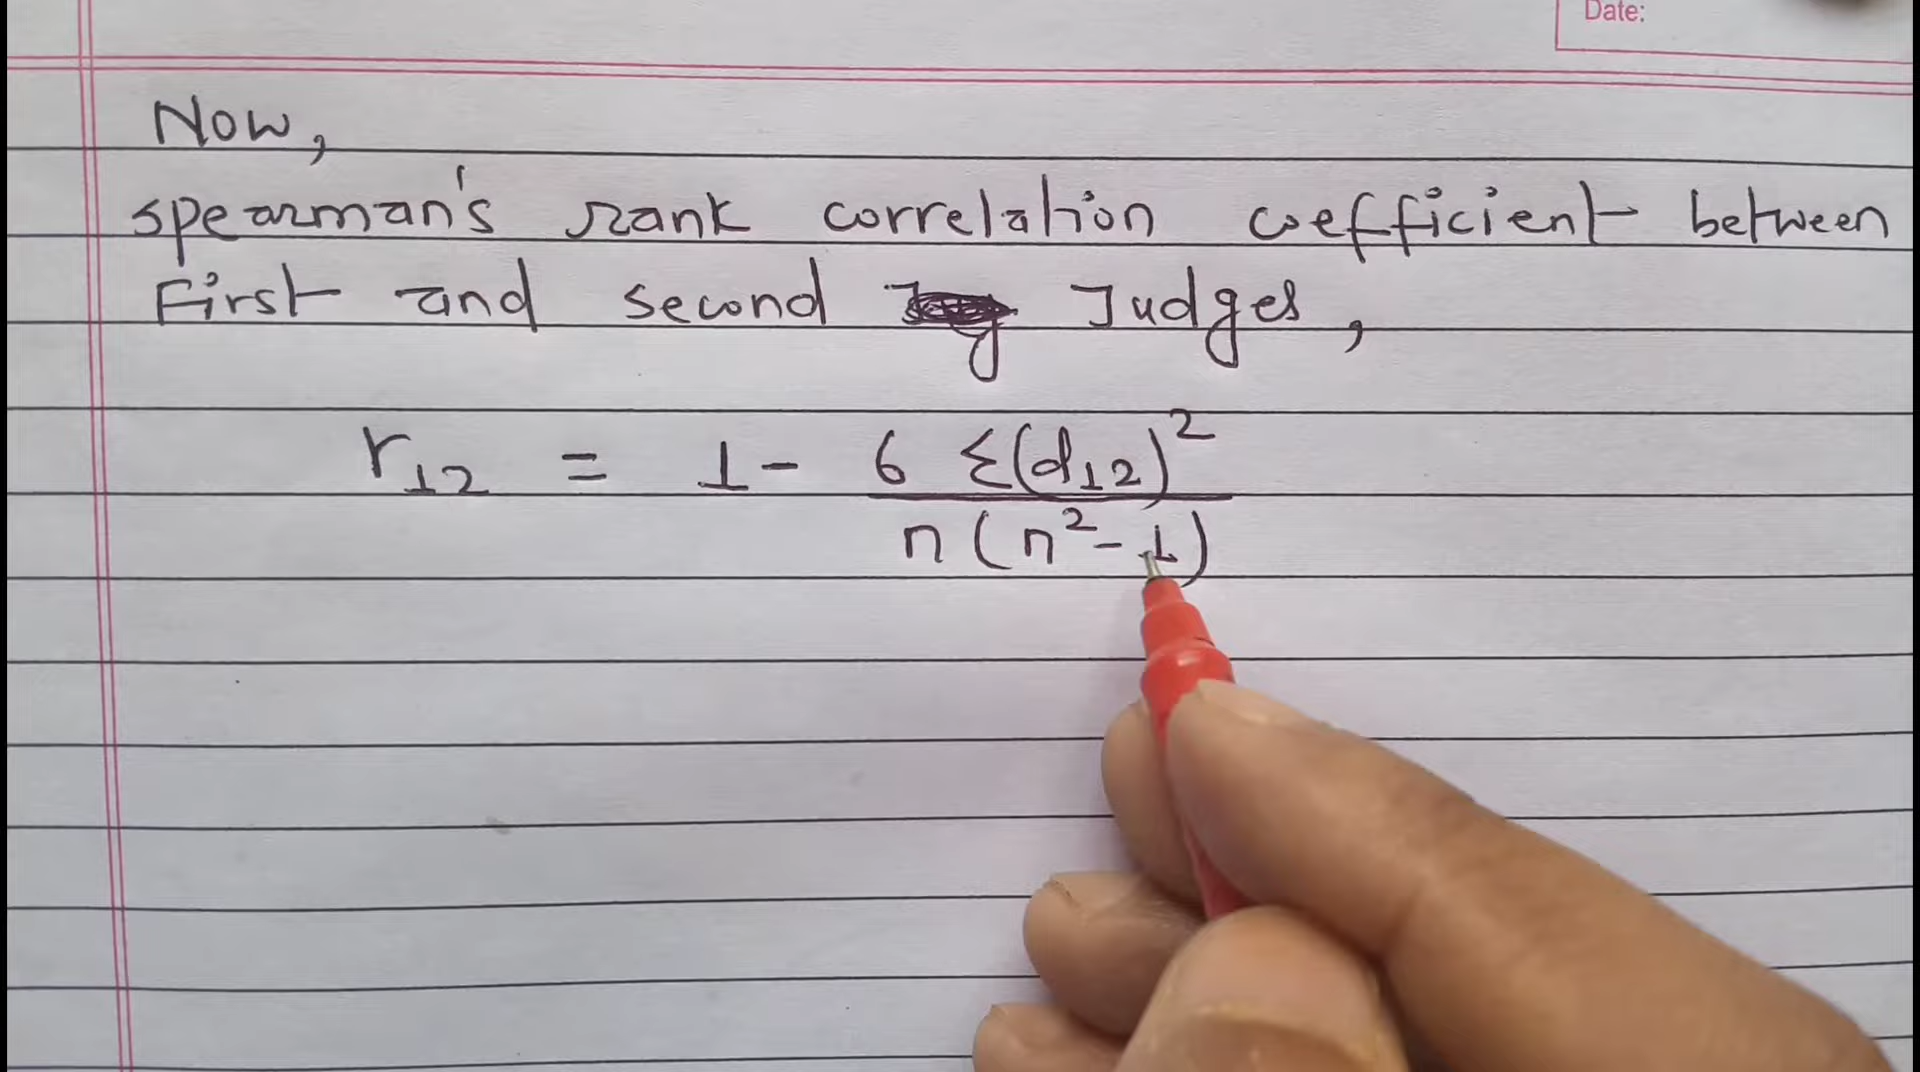 Date:
Now,
spearman's rank correlation coefficient between
First and second Judges,
r₁₂ = 1 - 6 Σ(d₁₂)²
n(n²-1)